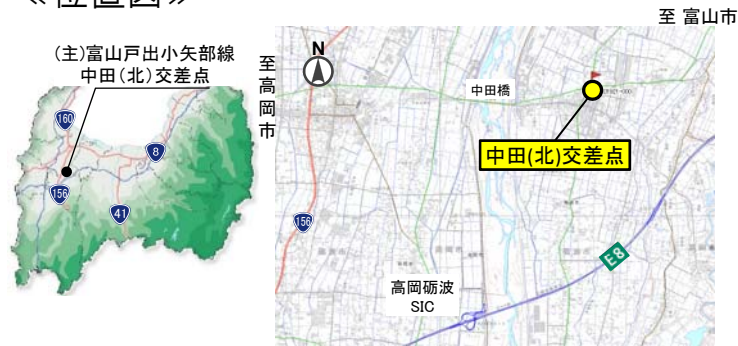 ≪位置図≫
至 富山市
(主)富山戸出小矢部線
中田(北)交差点
160
8
156
41
至高岡市
N
中田橋
中田(北)交差点
156
E8
高岡砺波
SIC